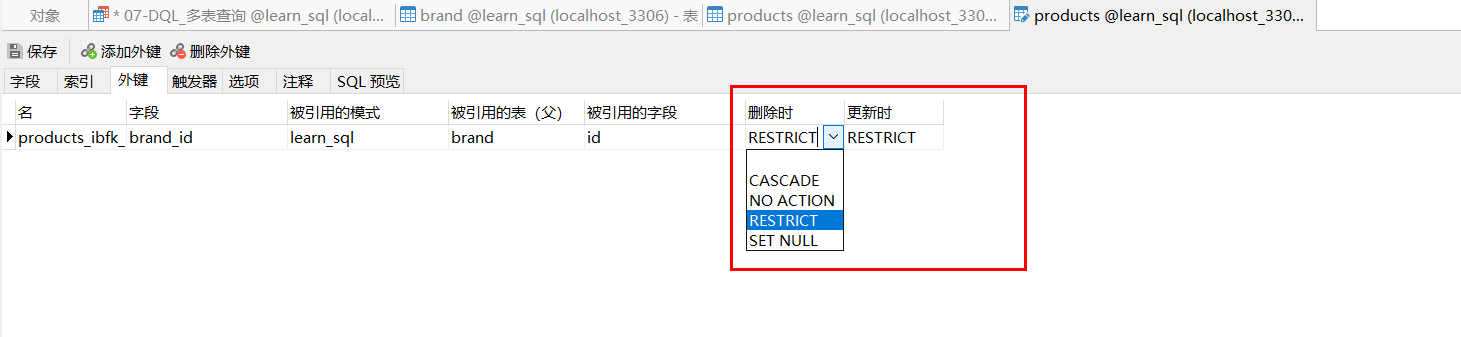 对象 * 07-DQL_多表查询 @learn_sql (local... brand @learn_sql (localhost_3306) - 表 products @learn_sql (localhost_330... products @learn_sql (localhost_330...
保存 添加外键 删除外键
字段 索引 外键 触发器 选项 注释 SQL 预览
名 字段 被引用的模式 被引用的表（父） 被引用的字段 删除时 更新时
products_ibfk_ brand_id learn_sql brand id RESTRICT RESTRICT
CASCADE
NO ACTION
RESTRICT
SET NULL